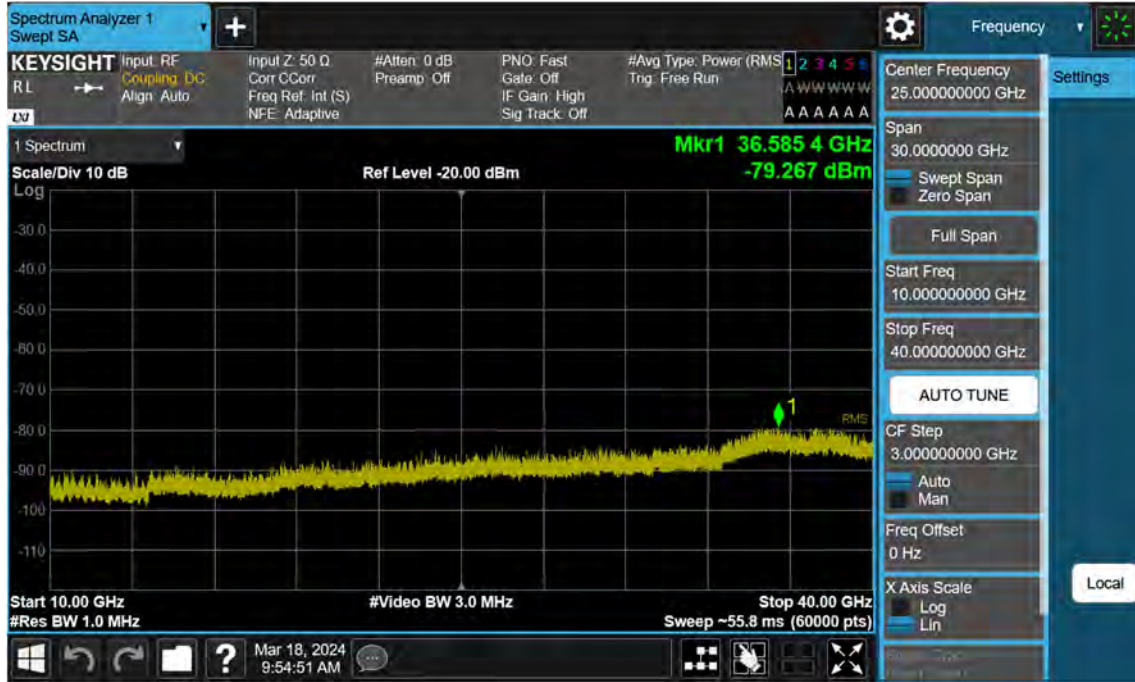 Spectrum Analyzer 1
Swept SA
+
Frequency
KEYSIGHT
RL
LXI
Input: RF
Coupling: DC
Align: Auto
Input Z: 50 Ω
Corr CCorr
Freq Ref: Int (S)
NFE: Adaptive
#Atten: 0 dB
Preamp: Off
PNO: Fast
Gate: Off
IF Gain: High
Sig Track: Off
#Avg Type: Power (RMS
Trig: Free Run
1 2 3 4 5 6
A W W W W W
A A A A A A
1 Spectrum
Scale/Div 10 dB
Ref Level -20.00 dBm
Mkr1 36.585 4 GHz
-79.267 dBm
Log
-30.0
-40.0
-50.0
-60.0
-70.0
-80.0
-90.0
-100
-110
1
RMS
Start 10.00 GHz
#Res BW 1.0 MHz
#Video BW 3.0 MHz
Stop 40.00 GHz
Sweep ~55.8 ms (60000 pts)
Center Frequency
25.000000000 GHz
Span
30.0000000 GHz
Swept Span
Zero Span
Full Span
Start Freq
10.000000000 GHz
Stop Freq
40.000000000 GHz
AUTO TUNE
CF Step
3.000000000 GHz
Auto
Man
Freq Offset
0 Hz
X Axis Scale
Log
Lin
Settings
Local
?
Mar 18, 2024
9:54:51 AM